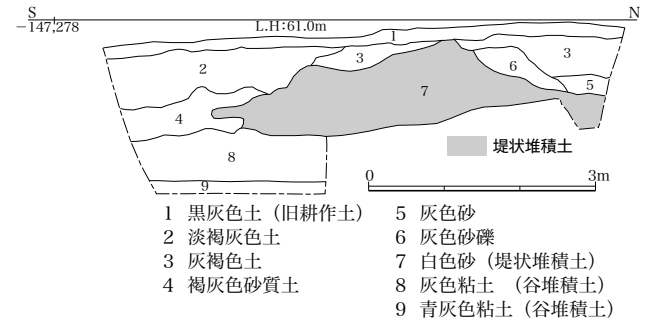 S N
−147,278
L.H:61.0m
1
2
3
3
6
5
7
4
8
9
堤状堆積土
0 3m
1 黒灰色土（旧耕作土）
2 淡褐灰色土
3 灰褐色土
4 褐灰色砂質土
5 灰色砂
6 灰色砂礫
7 白色砂（堤状堆積土）
8 灰色粘土　（谷堆積土）
9 青灰色粘土（谷堆積土）